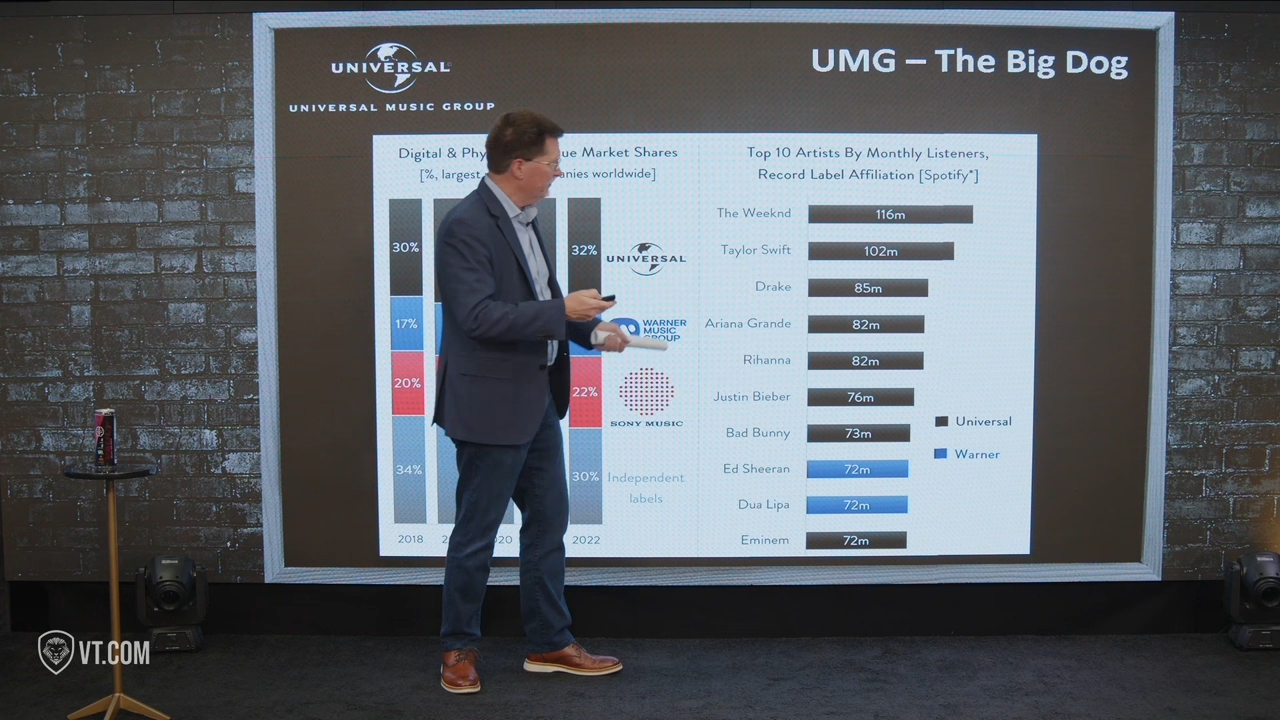 UNIVERSAL
UNIVERSAL MUSIC GROUP
UMG – The Big Dog
Digital & Phy ue Market Shares
[%, largest anies worldwide]
30%
17%
20%
34%
2018
20
32%
22%
30%
2022
UNIVERSAL
WARNER
MUSIC
GROUP
SONY MUSIC
Independent
labels
Top 10 Artists By Monthly Listeners,
Record Label Affiliation [Spotify*]
The Weeknd 116m
Taylor Swift 102m
Drake 85m
Ariana Grande 82m
Rihanna 82m
Justin Bieber 76m
Bad Bunny 73m
Ed Sheeran 72m
Dua Lipa 72m
Eminem 72m
Universal
Warner
VT.COM